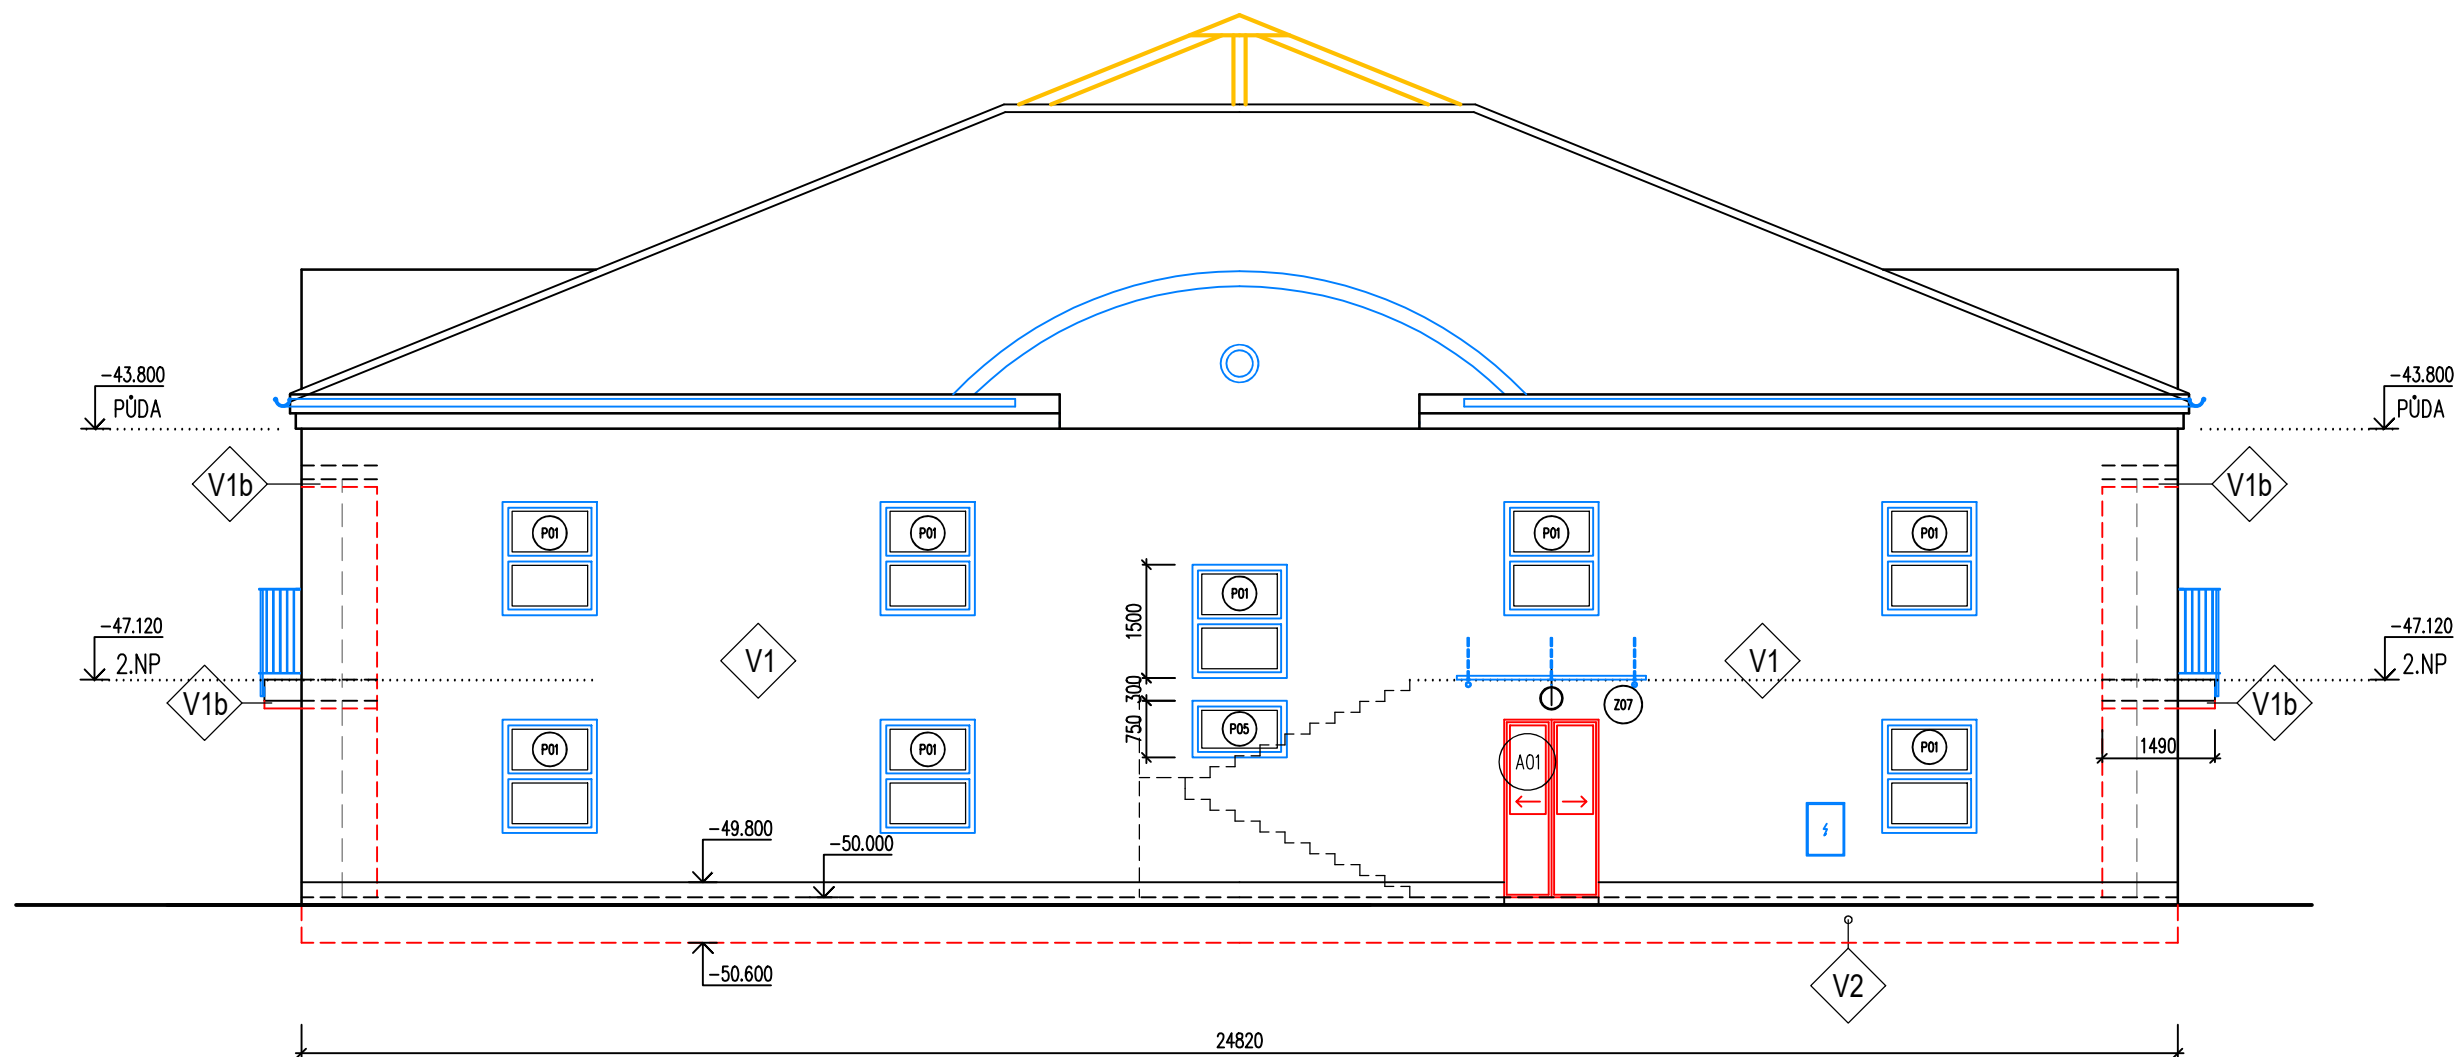 -43.800
PŮDA
-43.800
PŮDA
V1b
V1b
P01
P01
P01
P01
P01
1500
-47.120
2.NP
V1
V1
-47.120
2.NP
V1b
300
Z07
V1b
750
P05
P01
P01
P01
1490
A01
-49.800
-50.000
-50.600
V2
24820